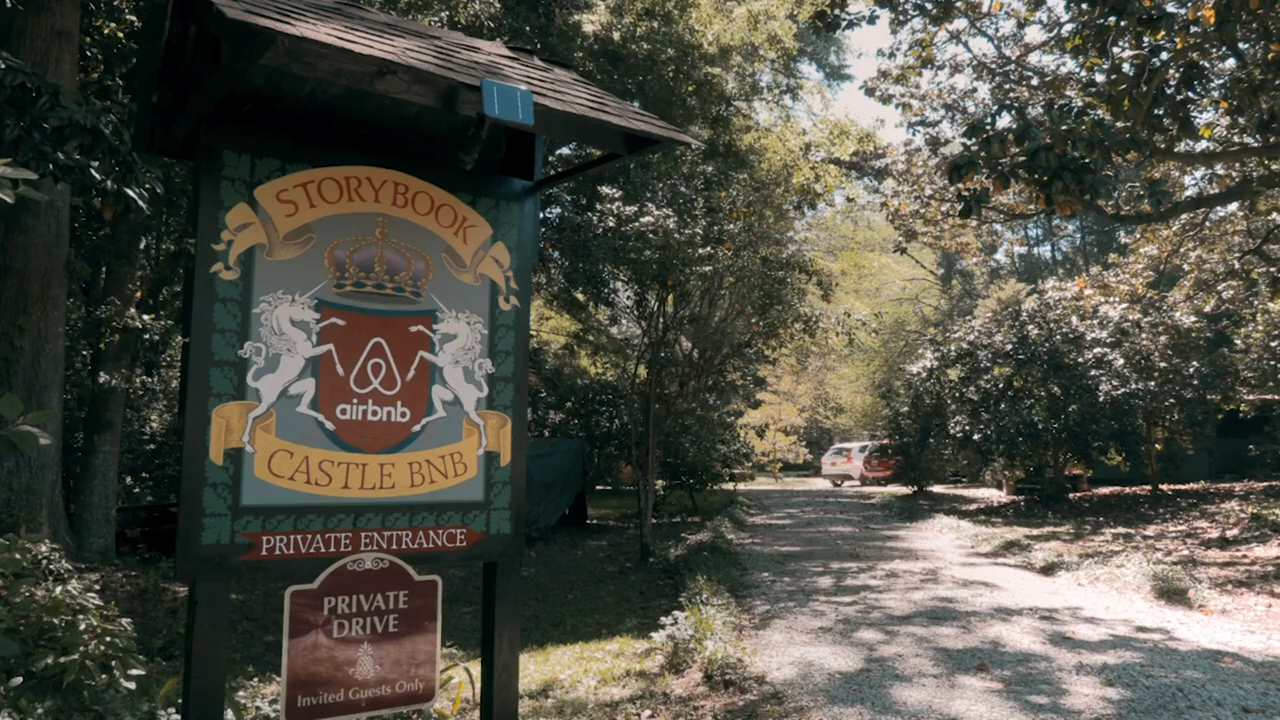 STORYBOOK
airbnb
CASTLE BNB
PRIVATE ENTRANCE
PRIVATE
DRIVE
Invited Guests Only